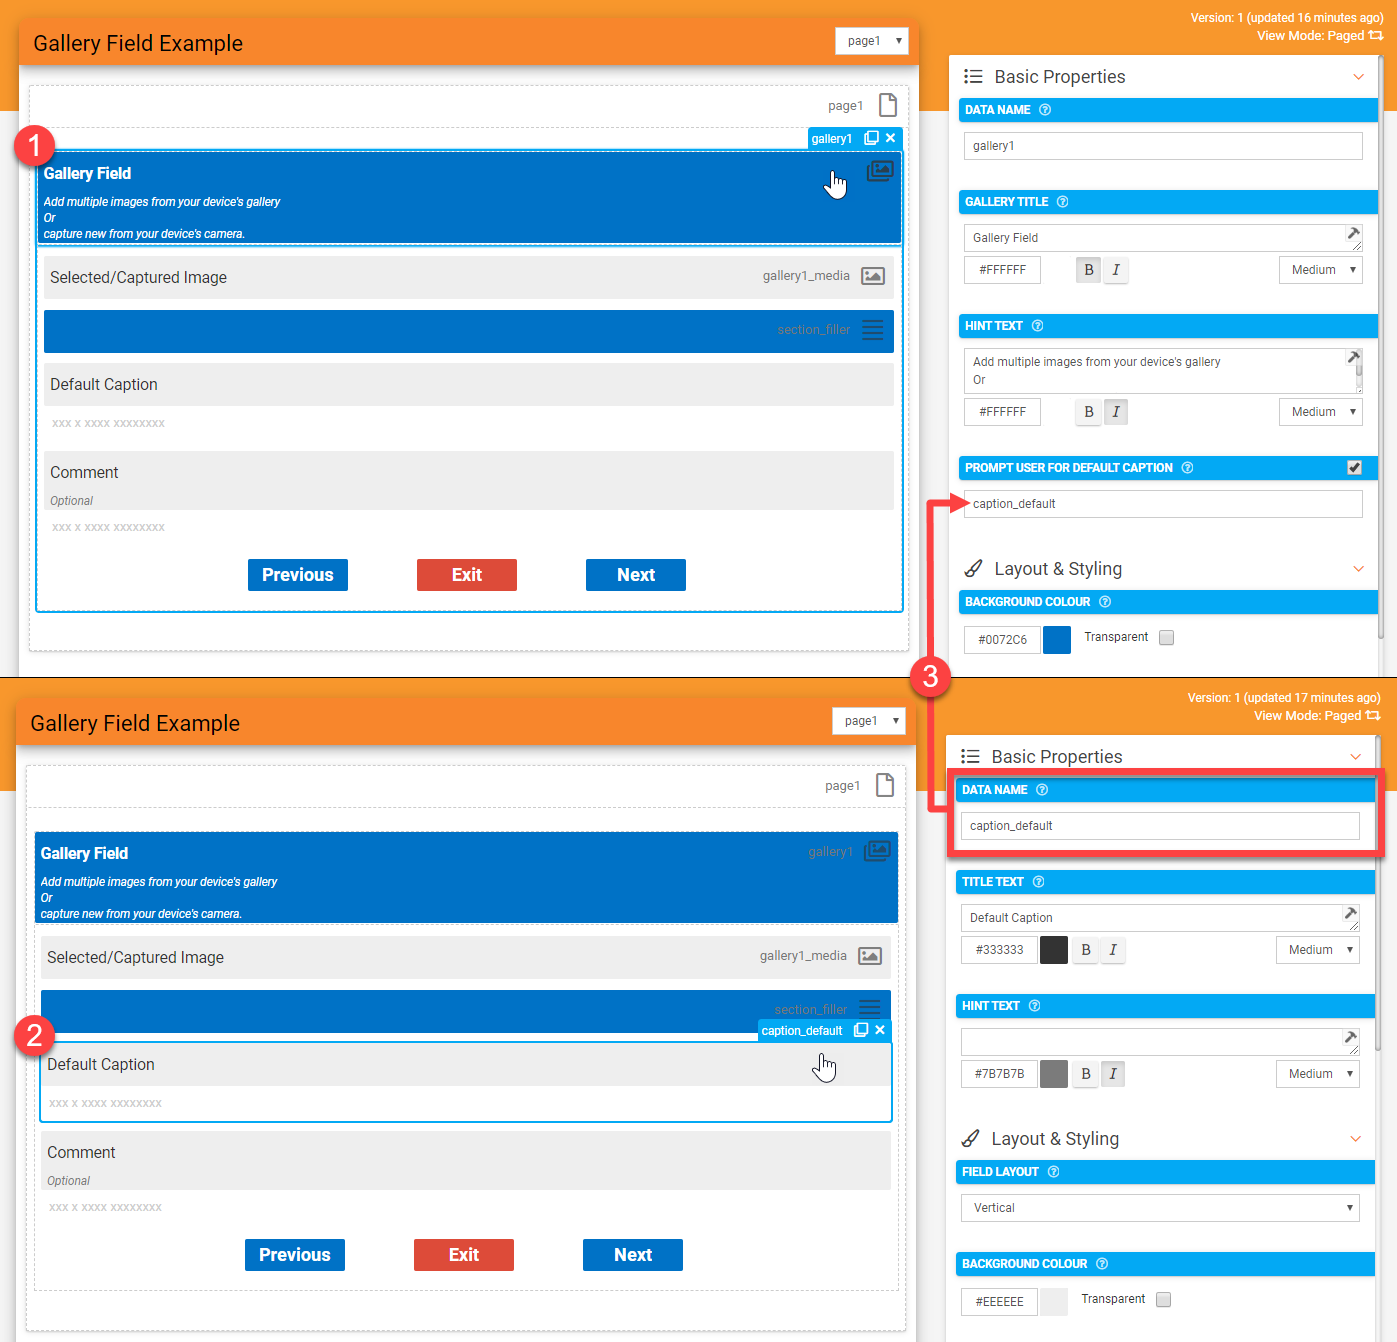 Version: 1 (updated 16 minutes ago)
View Mode: Paged
Gallery Field Example
page1
page1
1
gallery1
Gallery Field
Add multiple images from your device's gallery
Or
capture new from your device's camera.
Selected/Captured Image
gallery1_media
section_filler
Default Caption
xxx x xxxx xxxxxxxx
Comment
Optional
xxx x xxxx xxxxxxxx
Previous
Exit
Next
Basic Properties
DATA NAME
gallery1
GALLERY TITLE
Gallery Field
#FFFFFF
B
I
Medium
HINT TEXT
Add multiple images from your device's gallery
Or
#FFFFFF
B
I
Medium
PROMPT USER FOR DEFAULT CAPTION
caption_default
Layout & Styling
BACKGROUND COLOUR
#0072C6
Transparent
3
Version: 1 (updated 17 minutes ago)
View Mode: Paged
Gallery Field Example
page1
page1
Gallery Field
gallery1
Add multiple images from your device's gallery
Or
capture new from your device's camera.
Selected/Captured Image
gallery1_media
section_filler
2
caption_default
Default Caption
xxx x xxxx xxxxxxxx
Comment
Optional
xxx x xxxx xxxxxxxx
Previous
Exit
Next
Basic Properties
DATA NAME
caption_default
TITLE TEXT
Default Caption
#333333
B
I
Medium
HINT TEXT
#7B7B7B
B
I
Medium
Layout & Styling
FIELD LAYOUT
Vertical
BACKGROUND COLOUR
#EEEEEE
Transparent